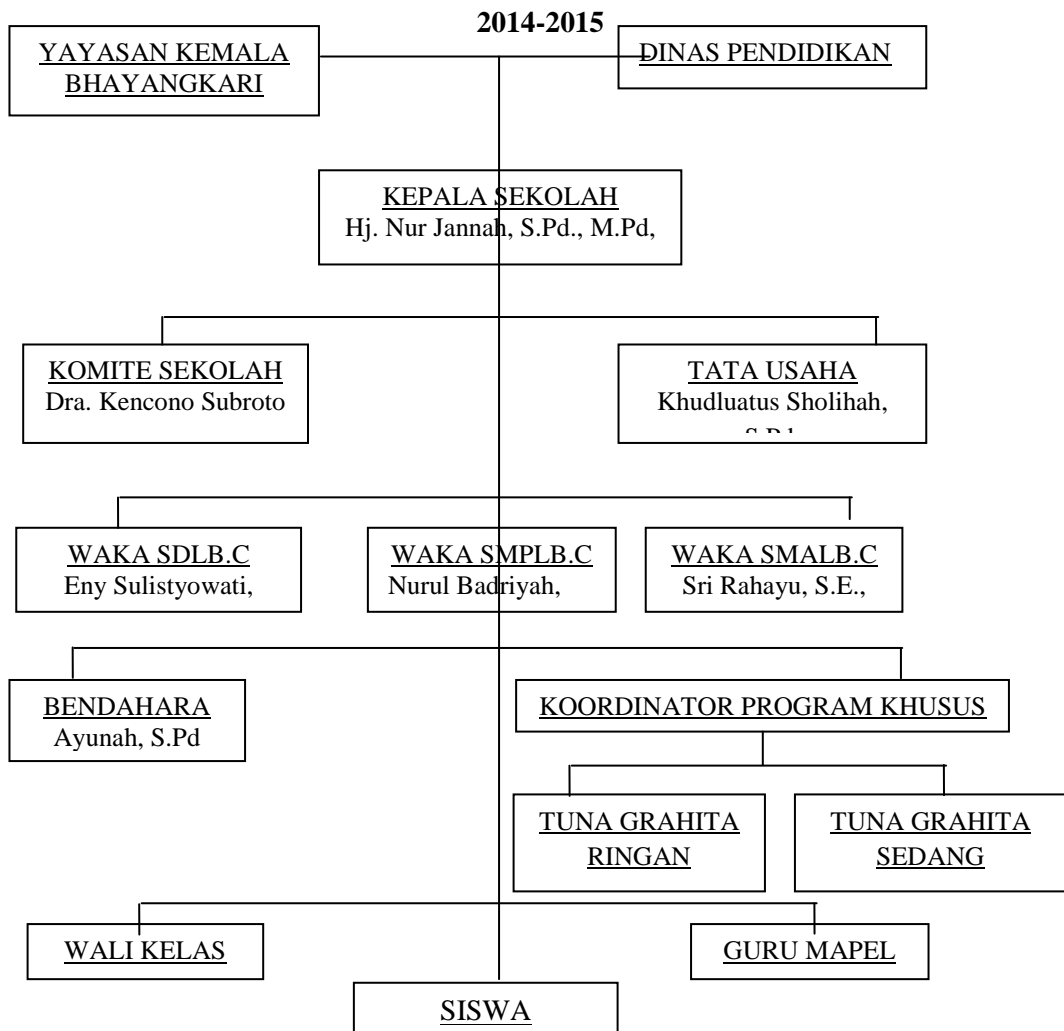 2014-2015
YAYASAN KEMALA
BHAYANGKARI
DINAS PENDIDIKAN
KEPALA SEKOLAH
Hj. Nur Jannah, S.Pd., M.Pd,
KOMITE SEKOLAH
Dra. Kencono Subroto
TATA USAHA
Khudluatus Sholihah,
WAKA SDLB.C
Eny Sulistyowati,
WAKA SMPLB.C
Nurul Badriyah,
WAKA SMALB.C
Sri Rahayu, S.E.,
BENDAHARA
Ayunah, S.Pd
KOORDINATOR PROGRAM KHUSUS
TUNA GRAHITA
RINGAN
TUNA GRAHITA
SEDANG
WALI KELAS
GURU MAPEL
SISWA